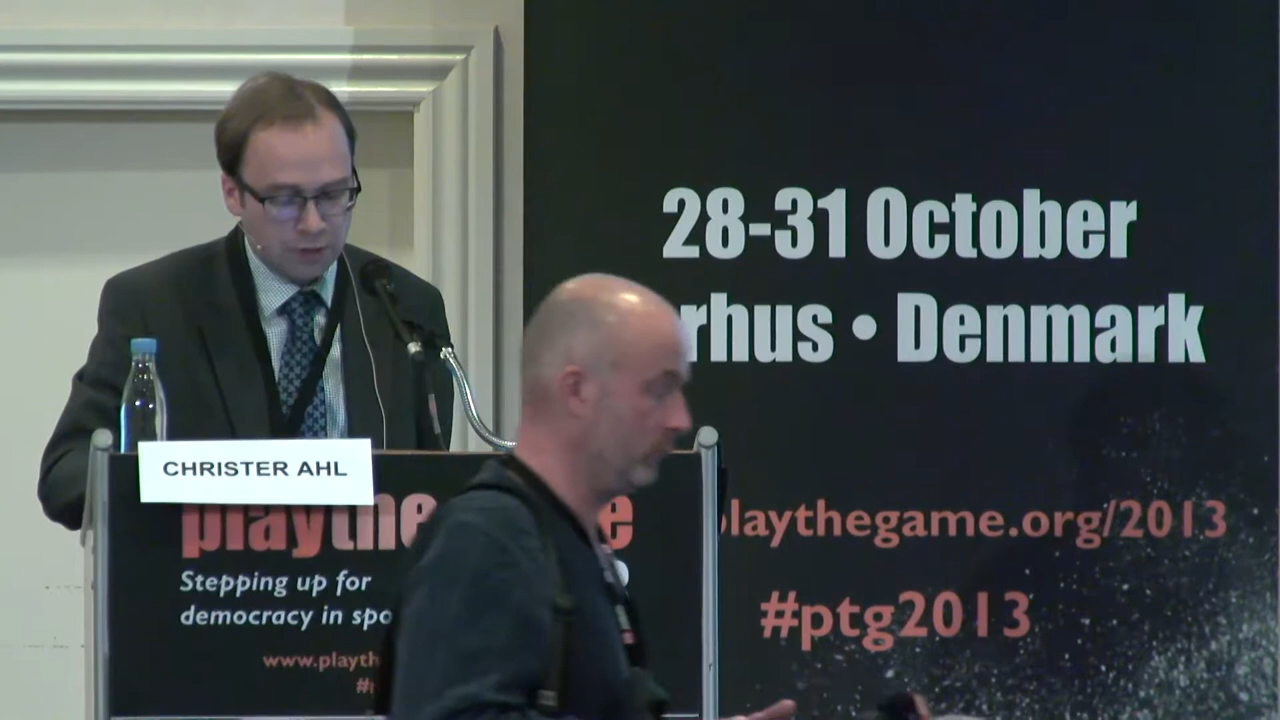 28-31 October
rhus • Denmark
CHRISTER AHL
playthe e
Stepping up for
democracy in spo
www.playth
playthegame.org/2013
#ptg2013